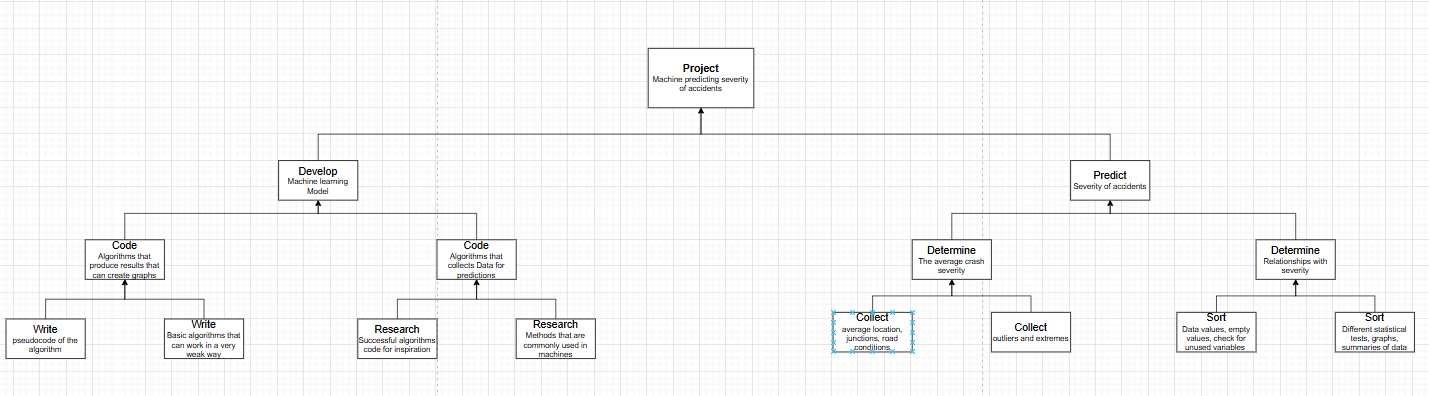 Project
Machine predicting severity
of accidents
Develop
Machine learning
Model
Predict
Severity of accidents
Code
Algorithms that
produce results that
can create graphs
Code
Algorithms that
collects Data for
predictions
Determine
The average crash
severity
Determine
Relationships with
severity
Write
pseudocode of the
algorithm
Write
Basic algorithms that
can work in a very
weak way
Research
Successful algorithms
code for inspiration
Research
Methods that are
commonly used in
machines
Collect
average location,
junctions, road
conditions,
Collect
outliers and extremes
Sort
Data values, empty
values, check for
unused variables
Sort
Different statistical
tests, graphs,
summaries of data